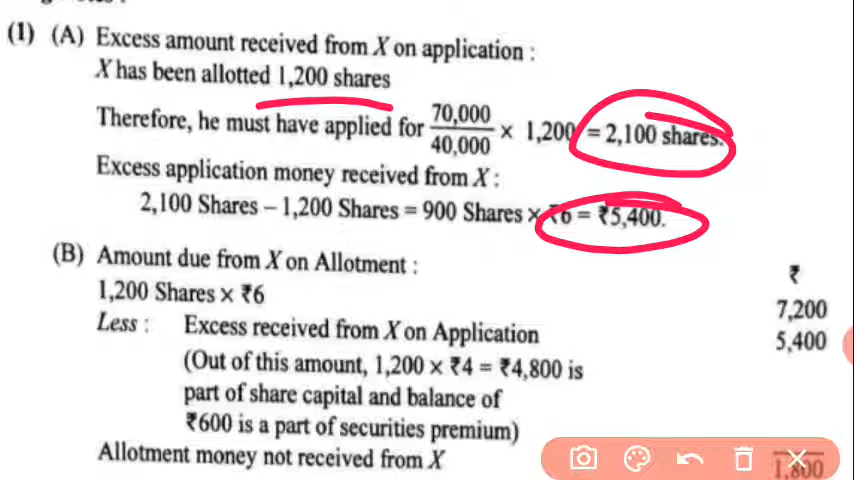 (1) (A) Excess amount received from X on application :
X has been allotted 1,200 shares
Therefore, he must have applied for 70,000/40,000 × 1,200 = 2,100 shares.
Excess application money received from X :
2,100 Shares – 1,200 Shares = 900 Shares × ₹6 = ₹5,400.
(B) Amount due from X on Allotment : ₹
1,200 Shares × ₹6 7,200
Less : Excess received from X on Application 5,400
(Out of this amount, 1,200 × ₹4 = ₹4,800 is
part of share capital and balance of
₹600 is a part of securities premium)
Allotment money not received from X 1,800